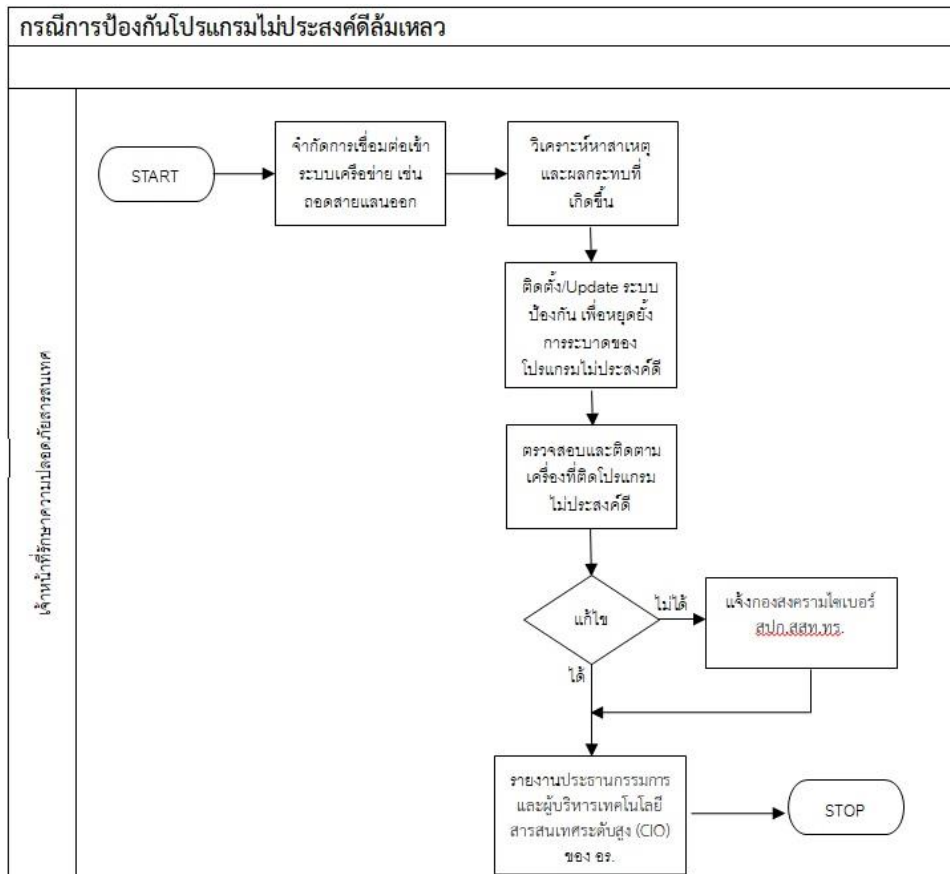 กรณีการป้องกันโปรแกรมไม่ประสงค์ดีล้มเหลว
START
จำกัดการเชื่อมต่อเข้า
ระบบเครือข่าย เช่น
ถอดสายแลนออก
วิเคราะห์หาสาเหตุ
และผลกระทบที่
เกิดขึ้น
ติดตั้ง/Update ระบบ
ป้องกัน เพื่อหยุดยั้ง
การระบาดของ
โปรแกรมไม่ประสงค์ดี
เจ้าหน้าที่รักษาความปลอดภัยสารสนเทศ
ตรวจสอบและติดตาม
เครื่องที่ติดโปรแกรม
ไม่ประสงค์ดี
แก้ไข
ไม่ได้
แจ้งกองสงครามไซเบอร์
สปก.สสท.ทร.
ได้
รายงานประธานกรรมการ
และผู้บริหารเทคโนโลยี
สารสนเทศระดับสูง (CIO)
ของ อร.
STOP